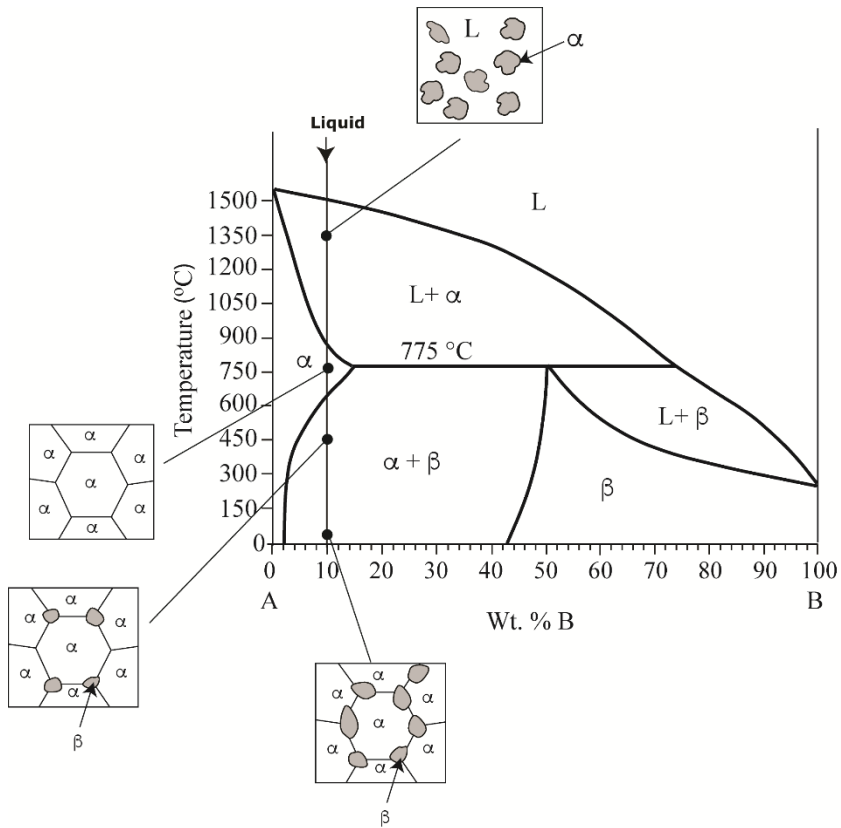 L
α
Liquid
1500
1350
1200
1050
900
750
600
450
300
150
0
Temperature (°C)
L
L+ α
775 °C
α
L+ β
α + β
β
0 10 20 30 40 50 60 70 80 90 100
A
B
Wt. % B
α
α α
α
α α
α
α
α α
α
α α
α
β
α α
α
α α
α
β